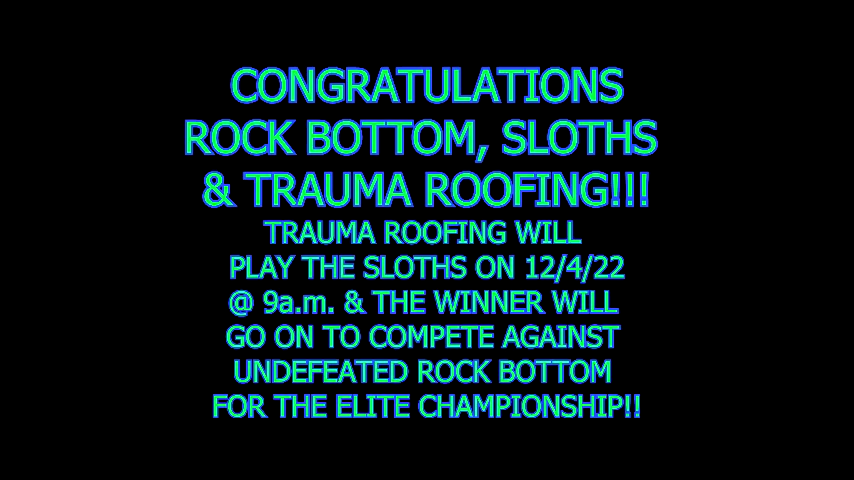 CONGRATULATIONS
ROCK BOTTOM, SLOTHS
& TRAUMA ROOFING!!!
TRAUMA ROOFING WILL
PLAY THE SLOTHS ON 12/4/22
@ 9a.m. & THE WINNER WILL
GO ON TO COMPETE AGAINST
UNDEFEATED ROCK BOTTOM
FOR THE ELITE CHAMPIONSHIP!!